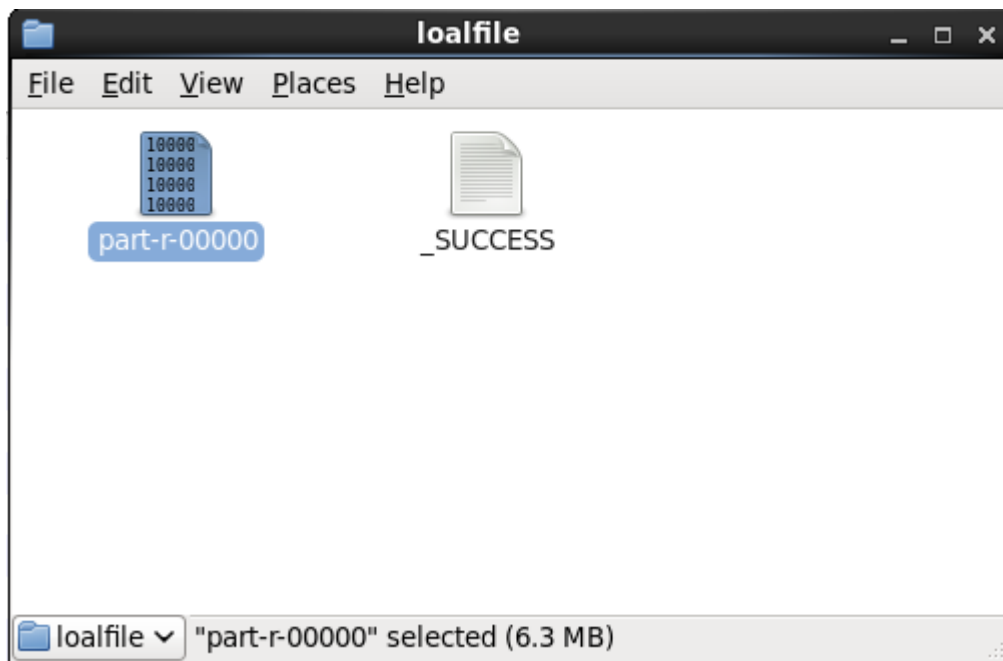 loalfile
File Edit View Places Help
10000
10000
10000
10000
part-r-00000
_SUCCESS
loalfile "part-r-00000" selected (6.3 MB)